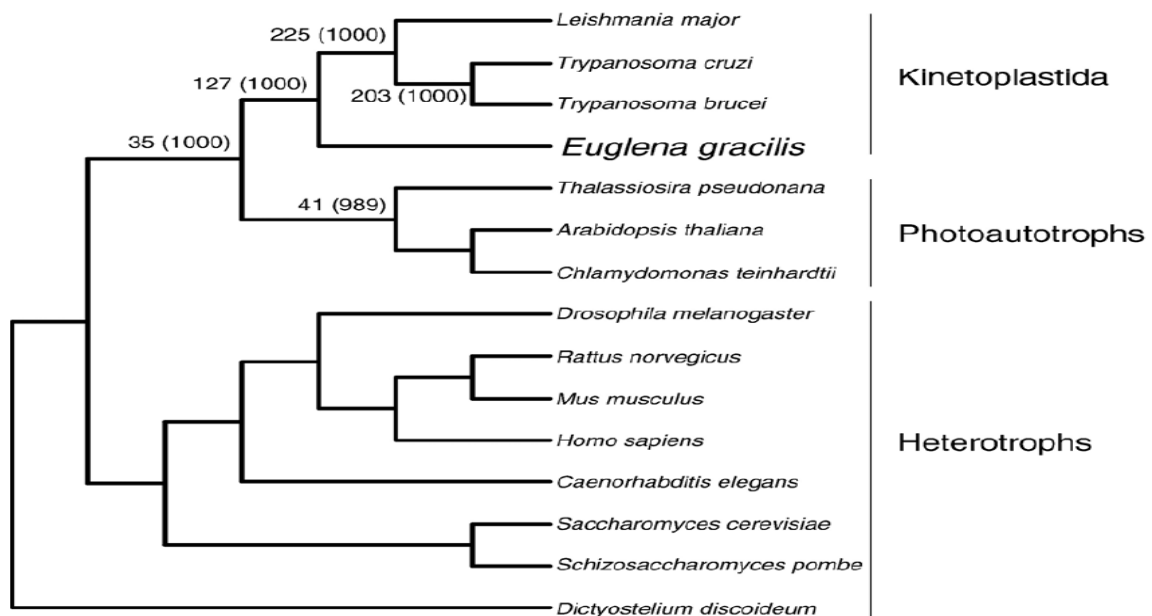 Leishmania major
225 (1000)
Trypanosoma cruzi
Kinetoplastida
127 (1000)
203 (1000)
Trypanosoma brucei
35 (1000)
Euglena gracilis
Thalassiosira pseudonana
41 (989)
Arabidopsis thaliana
Photoautotrophs
Chlamydomonas teinhardtii
Drosophila melanogaster
Rattus norvegicus
Mus musculus
Homo sapiens
Heterotrophs
Caenorhabditis elegans
Saccharomyces cerevisiae
Schizosaccharomyces pombe
Dictyostelium discoideum